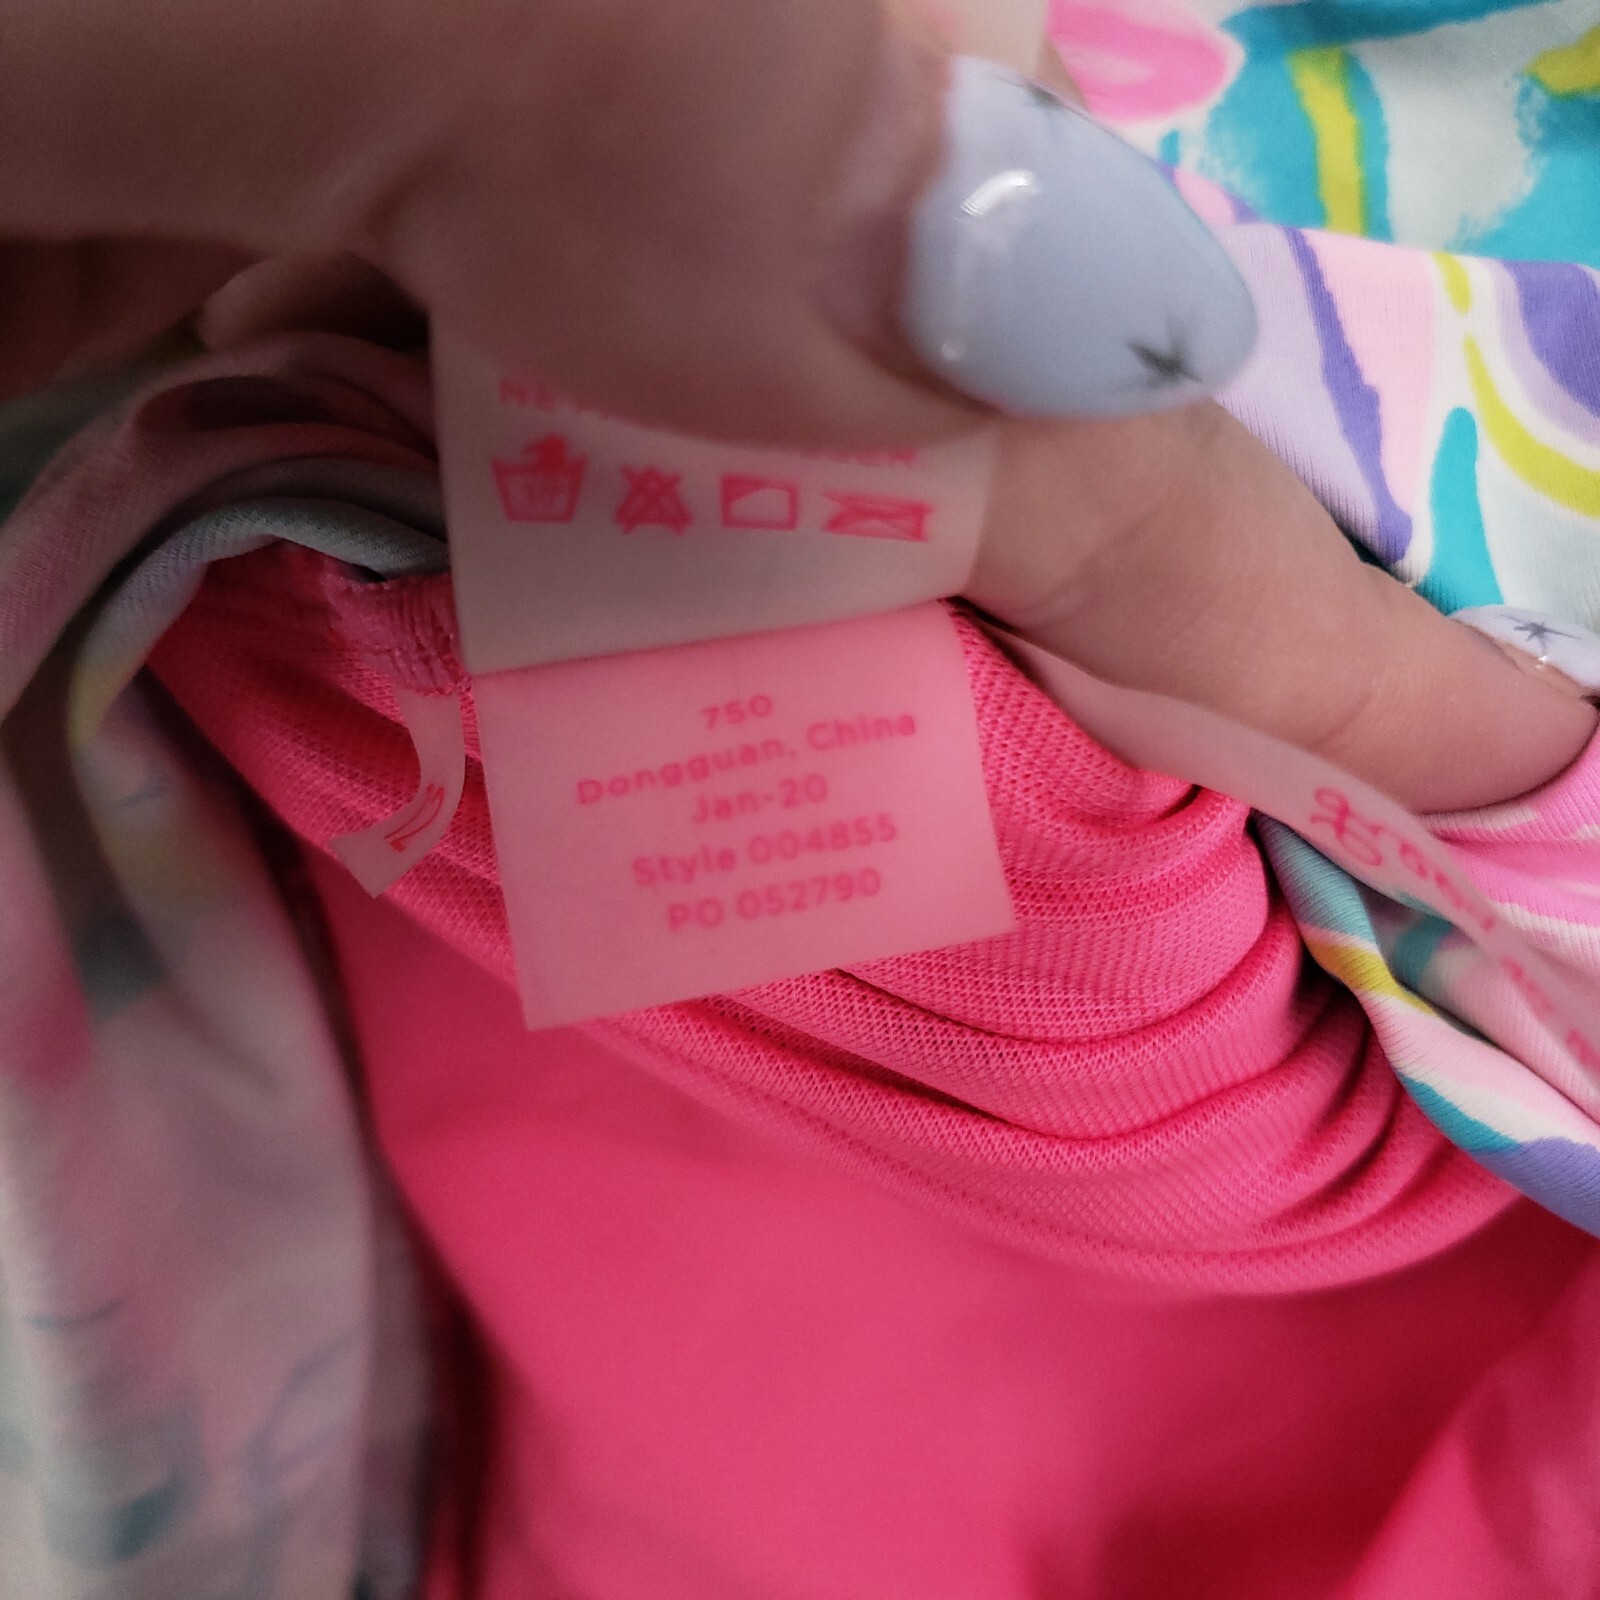 750
Dongguan, China
Jan-20
Style 004855
PO 052790